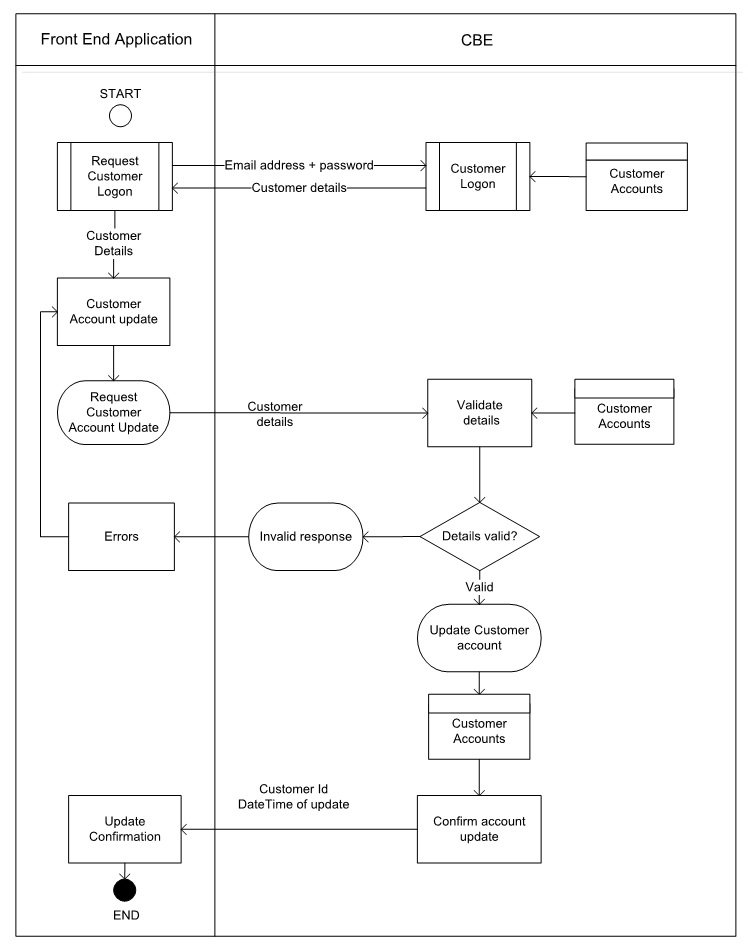 Front End Application
CBE
START
Request
Customer
Logon
Email address + password
Customer details
Customer
Logon
Customer
Accounts
Customer
Details
Customer
Account update
Request
Customer
Account Update
Customer
details
Validate
details
Customer
Accounts
Errors
Invalid response
Details valid?
Valid
Update Customer
account
Customer
Accounts
Customer Id
DateTime of update
Update
Confirmation
Confirm account
update
END